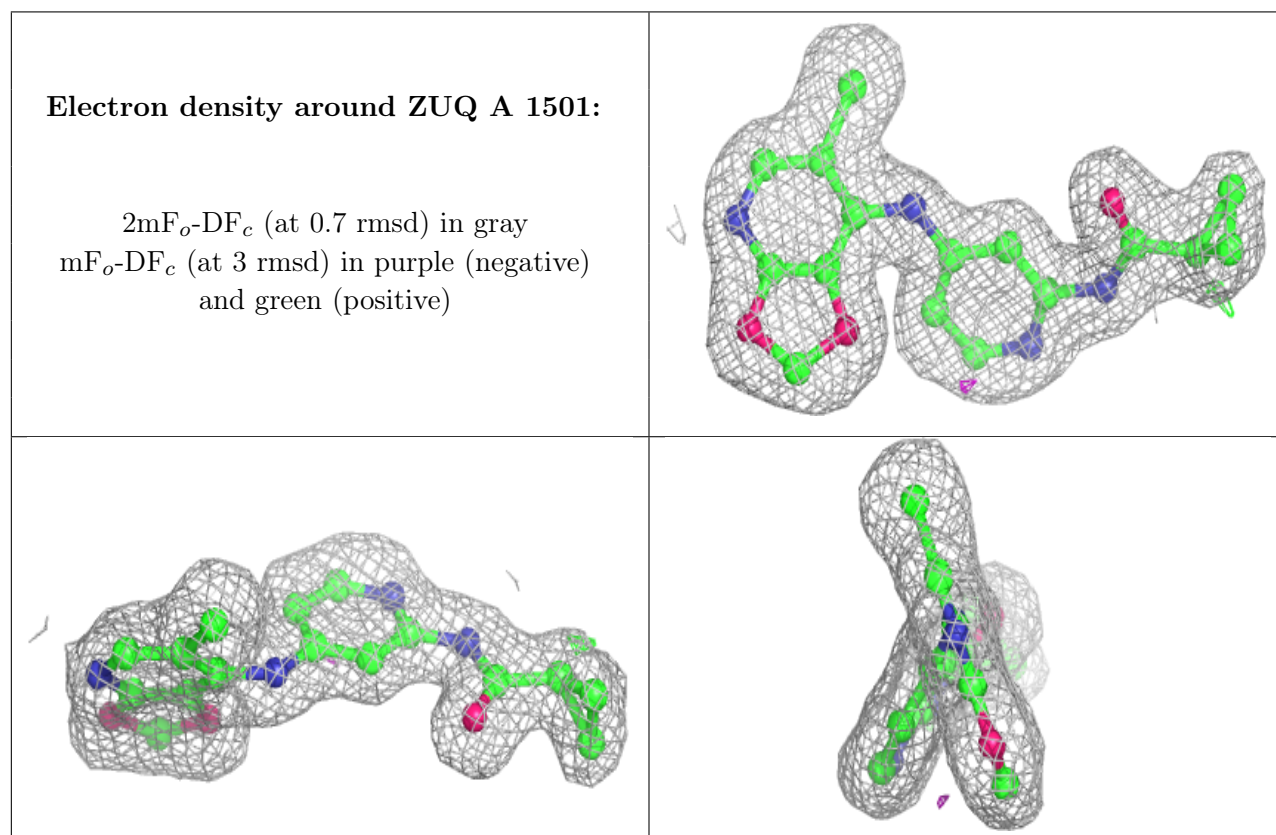 Electron density around ZUQ A 1501:
2mFo-DFc (at 0.7 rmsd) in gray
mFo-DFc (at 3 rmsd) in purple (negative)
and green (positive)